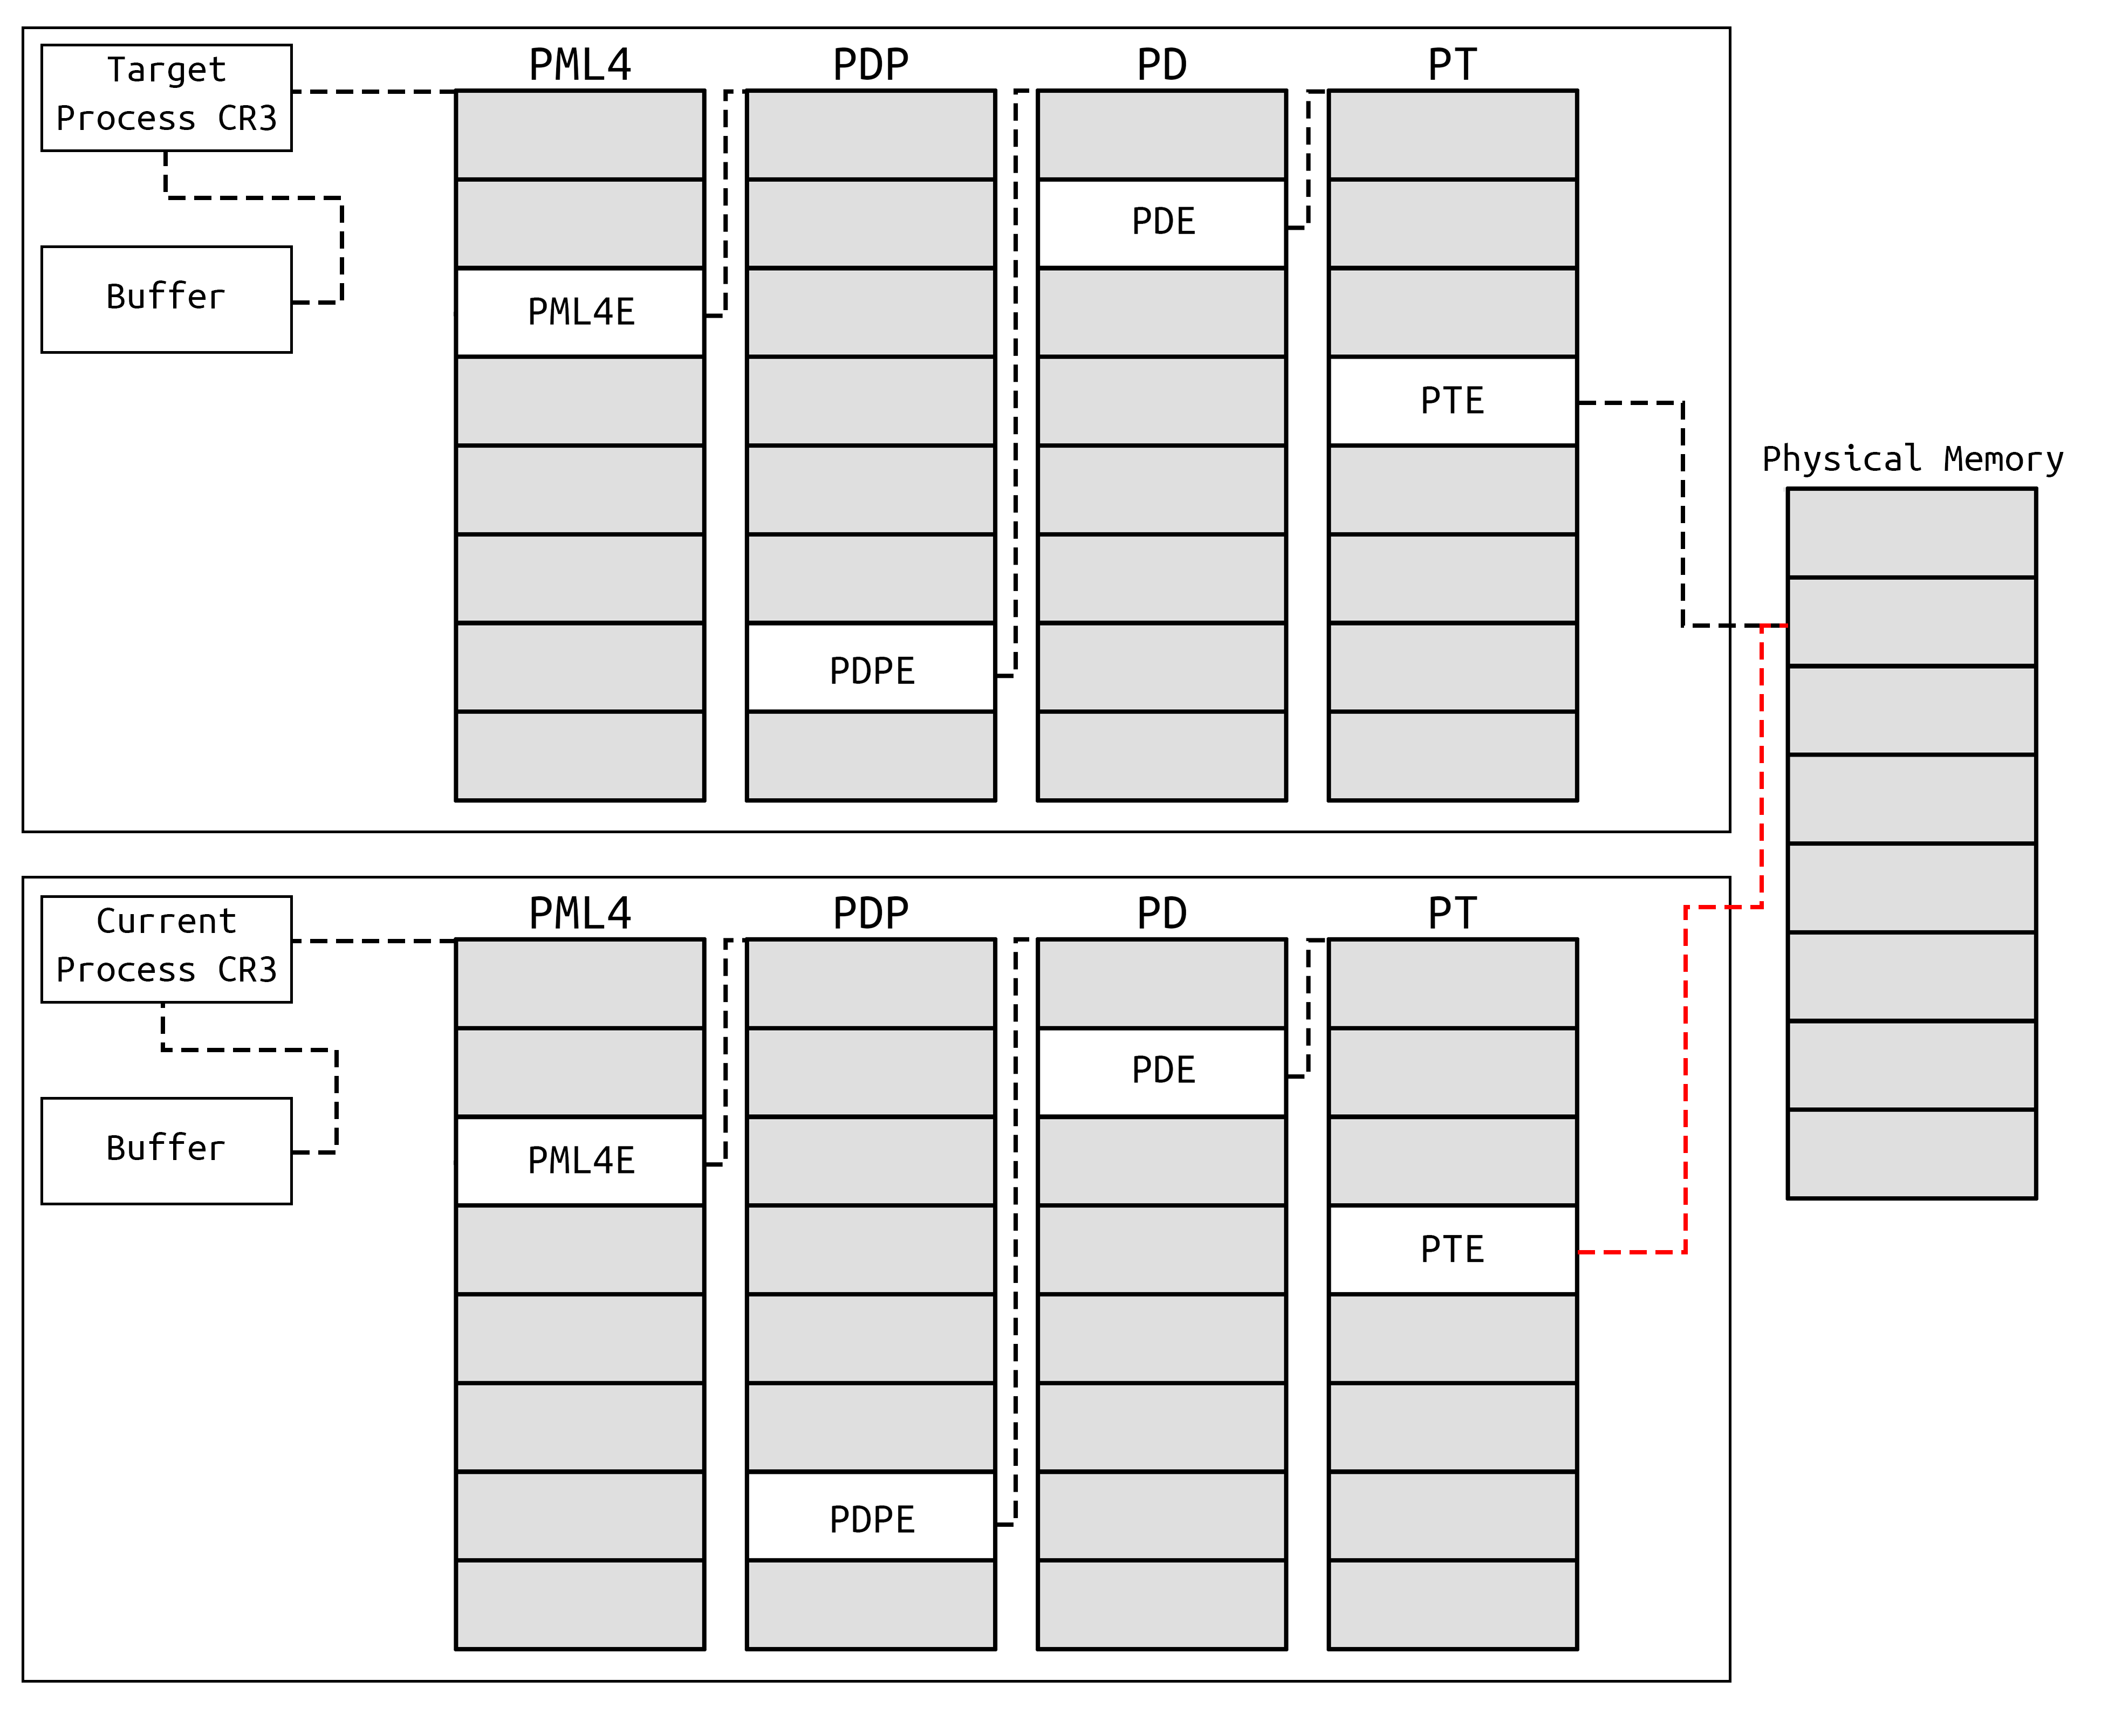 Target
Process CR3
Buffer
PML4
PDP
PD
PT
PML4E
PDPE
PDE
PTE
Physical Memory
Current
Process CR3
Buffer
PML4
PDP
PD
PT
PML4E
PDPE
PDE
PTE